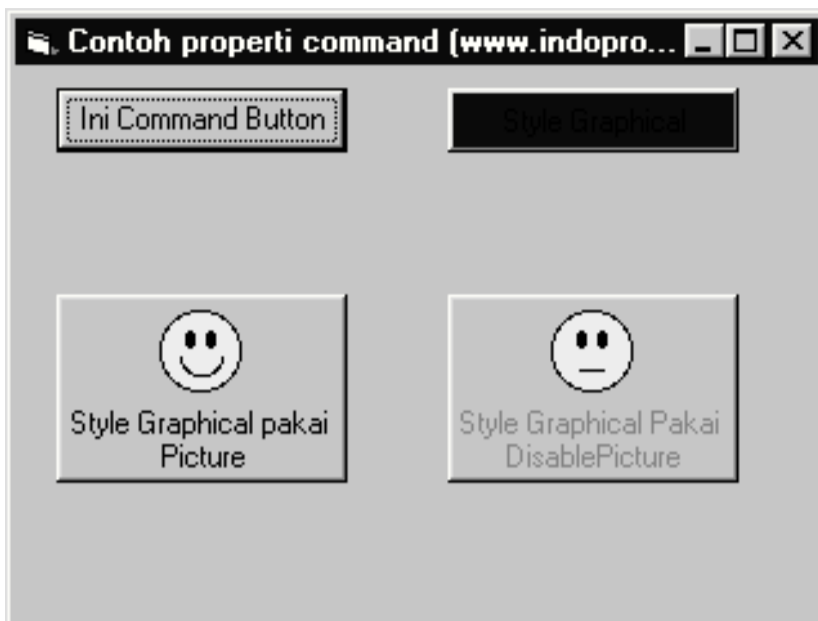 Contoh properti command (www.indopro...
Ini Command Button
Style Graphical
Style Graphical pakai
Picture
Style Graphical Pakai
DisablePicture